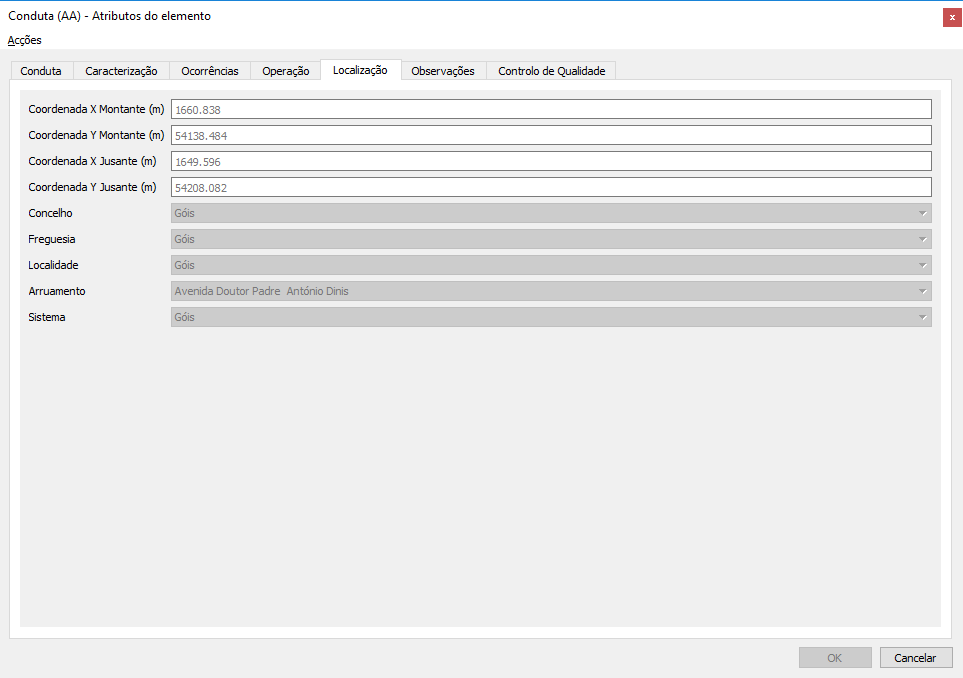 Conduta (AA) - Atributos do elemento
x
Acções
Conduta Caracterização Ocorrências Operação Localização Observações Controlo de Qualidade
Coordenada X Montante (m) 1660.838
Coordenada Y Montante (m) 54138.484
Coordenada X Jusante (m) 1649.596
Coordenada Y Jusante (m) 54208.082
Concelho Góis
Freguesia Góis
Localidade Góis
Arruamento Avenida Doutor Padre  António Dinis
Sistema Góis
OK Cancelar